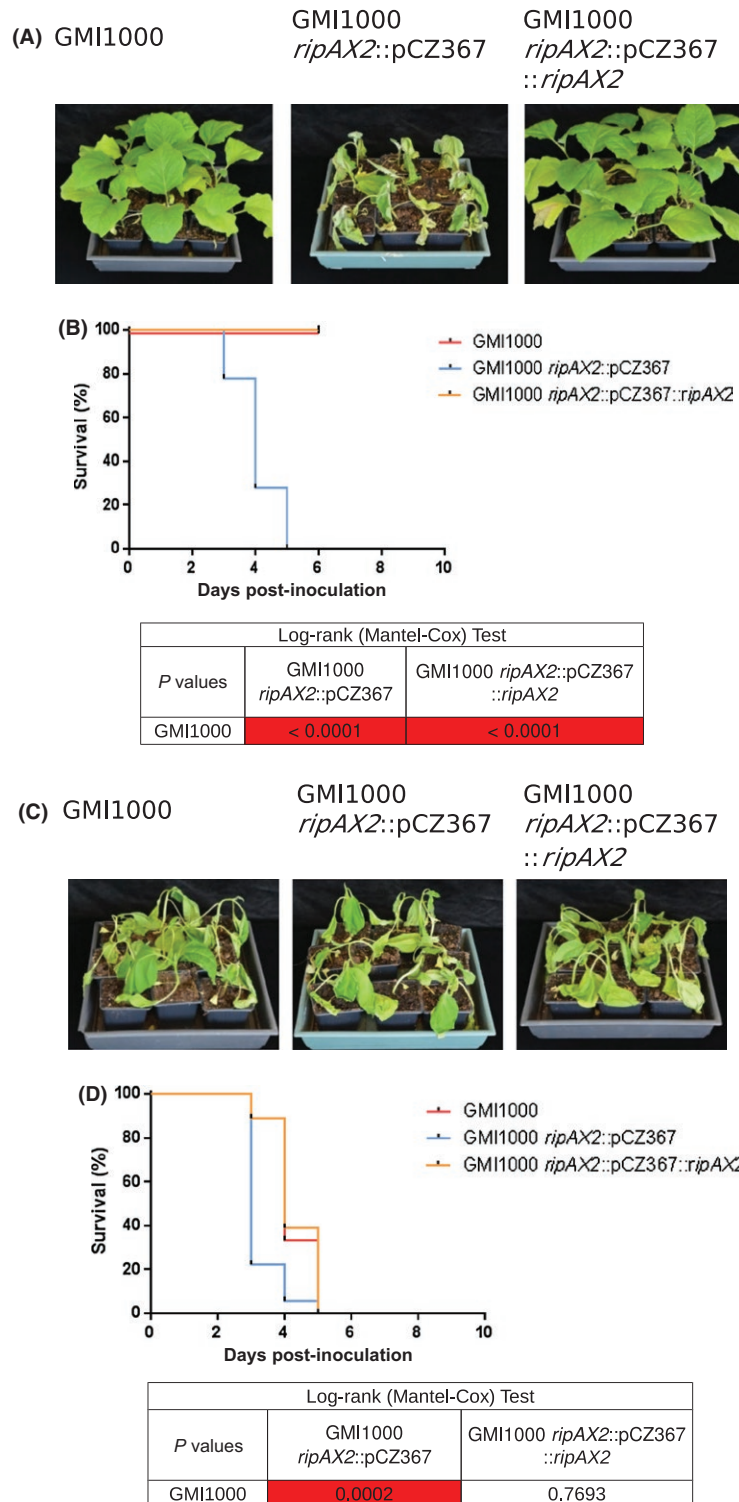 (A) GMI1000
GMI1000
ripAX2::pCZ367
GMI1000
ripAX2::pCZ367
::ripAX2
(B)
100
80
60
40
20
0
Survival (%)
0 2 4 6 8 10
Days post-inoculation
GMI1000
GMI1000 ripAX2::pCZ367
GMI1000 ripAX2::pCZ367::ripAX2
Log-rank (Mantel-Cox) Test
P values
GMI1000
ripAX2::pCZ367
GMI1000 ripAX2::pCZ367
::ripAX2
GMI1000 < 0.0001 < 0.0001
(C) GMI1000
GMI1000
ripAX2::pCZ367
GMI1000
ripAX2::pCZ367
::ripAX2
(D)
100
80
60
40
20
0
Survival (%)
0 2 4 6 8 10
Days post-inoculation
GMI1000
GMI1000 ripAX2::pCZ367
GMI1000 ripAX2::pCZ367::ripAX2
Log-rank (Mantel-Cox) Test
P values
GMI1000
ripAX2::pCZ367
GMI1000 ripAX2::pCZ367
::ripAX2
GMI1000 0,0002 0,7693